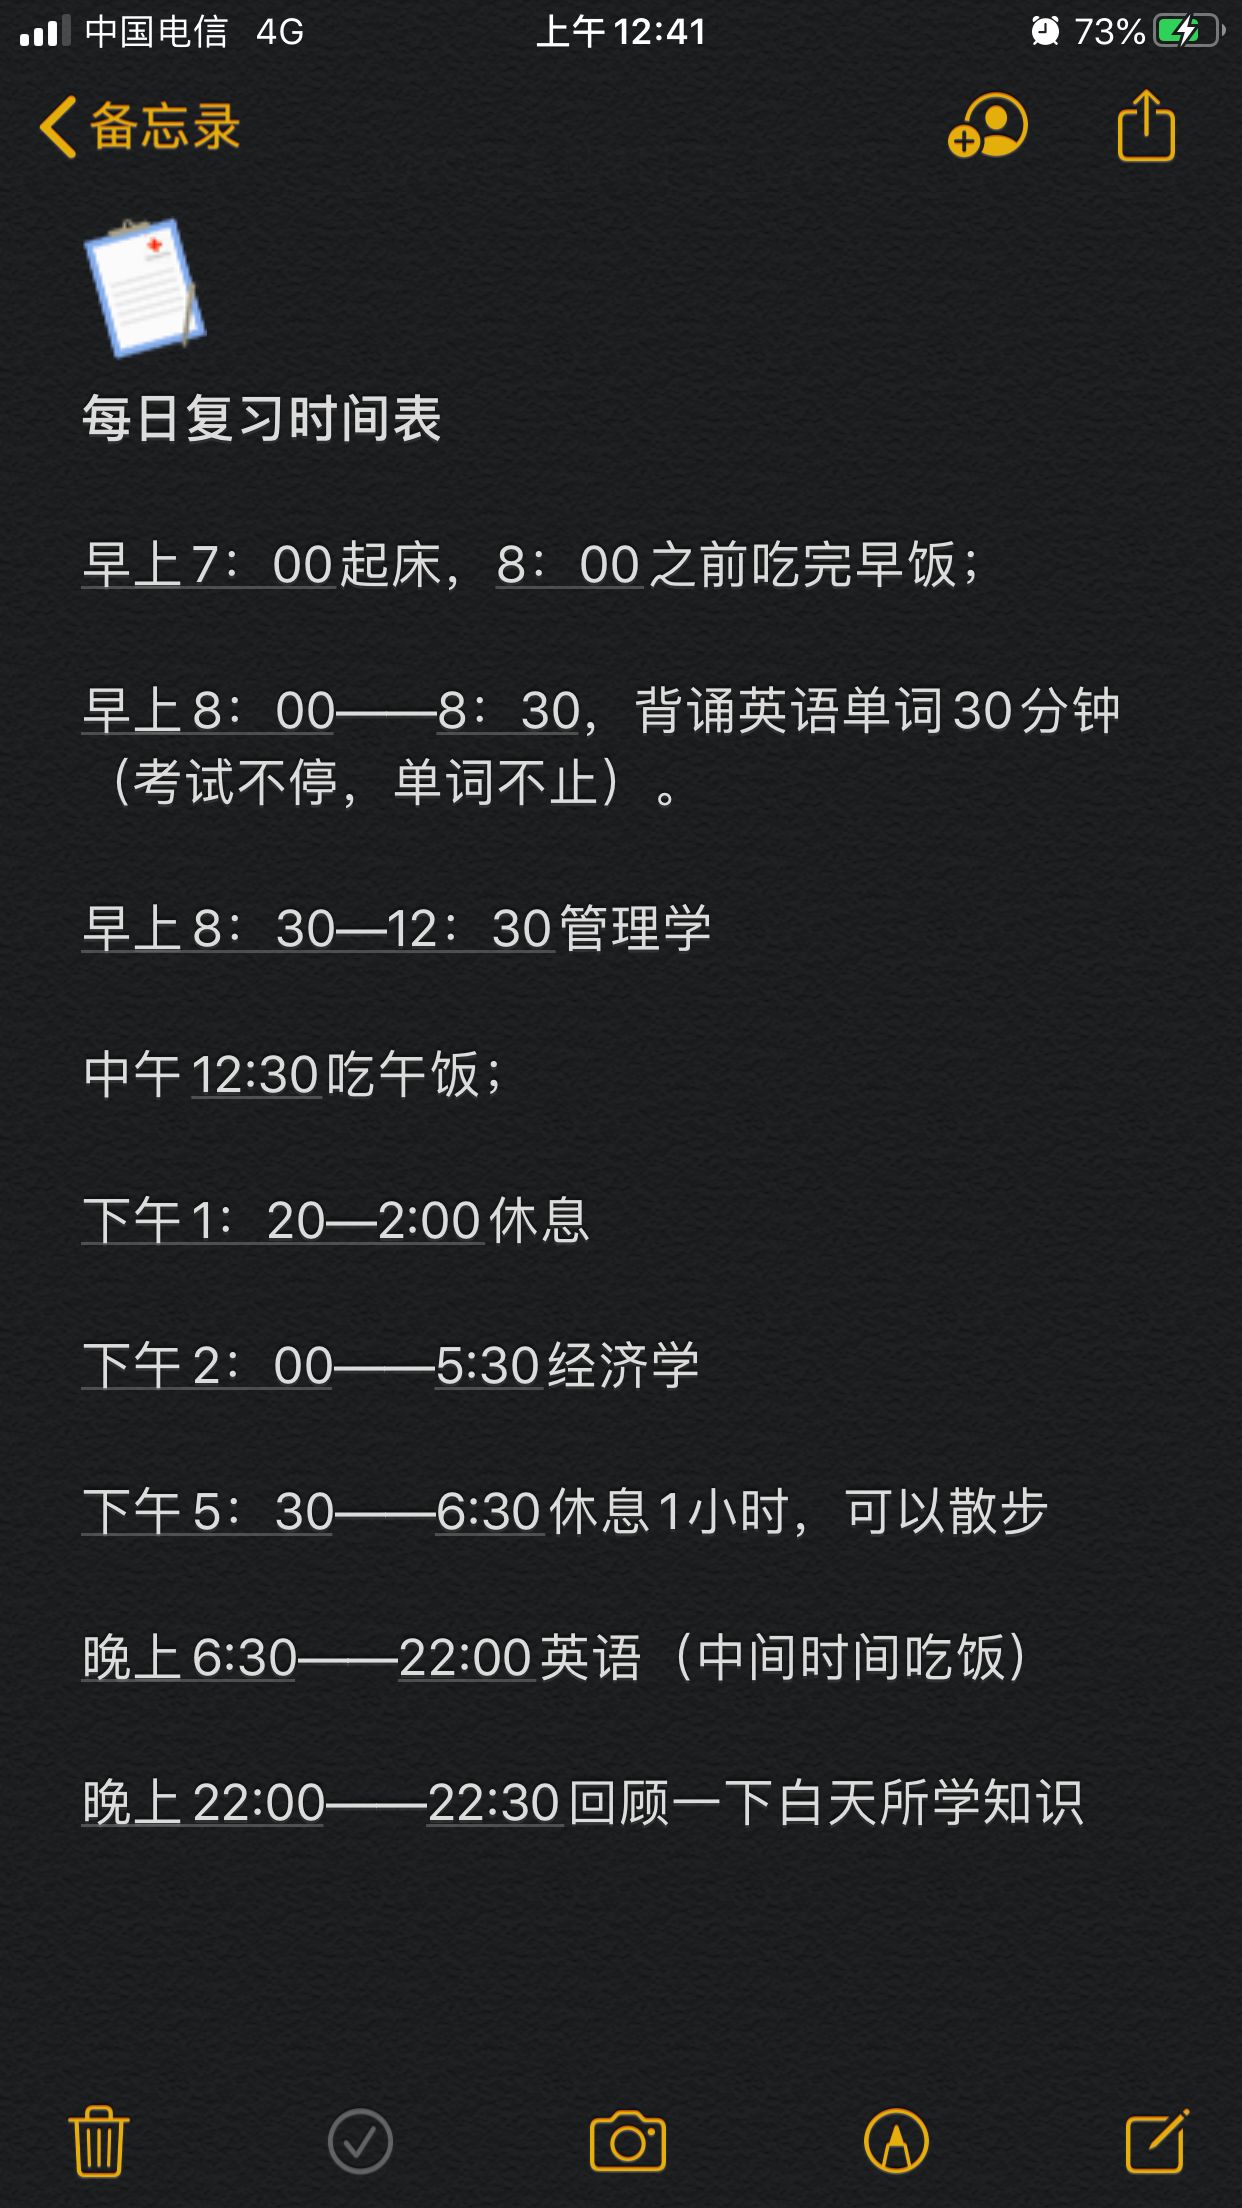 中国电信 4G 上午12:41 73%
备忘录
每日复习时间表
早上7：00起床，8：00之前吃完早饭；
早上8：00——8：30，背诵英语单词30分钟
（考试不停，单词不止）。
早上8：30—12：30管理学
中午12:30吃午饭；
下午1：20—2:00休息
下午2：00——5:30经济学
下午5：30——6:30休息1小时，可以散步
晚上6:30——22:00英语（中间时间吃饭）
晚上22:00——22:30回顾一下白天所学知识